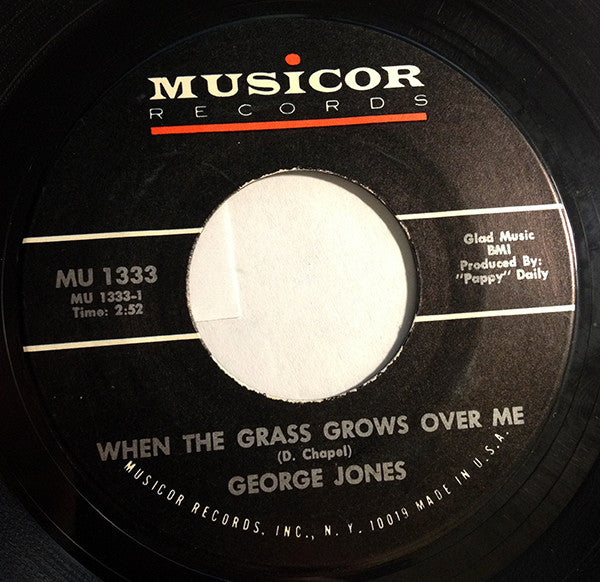 MUSICOR
RECORDS
MU 1333
MU 1333-1
Time: 2:52
Glad Music
BMI
Produced By:
"Pappy" Daily
WHEN THE GRASS GROWS OVER ME
(D. Chapel)
GEORGE JONES
MUSICOR RECORDS, INC., N. Y. 10019 MADE IN U.S.A.